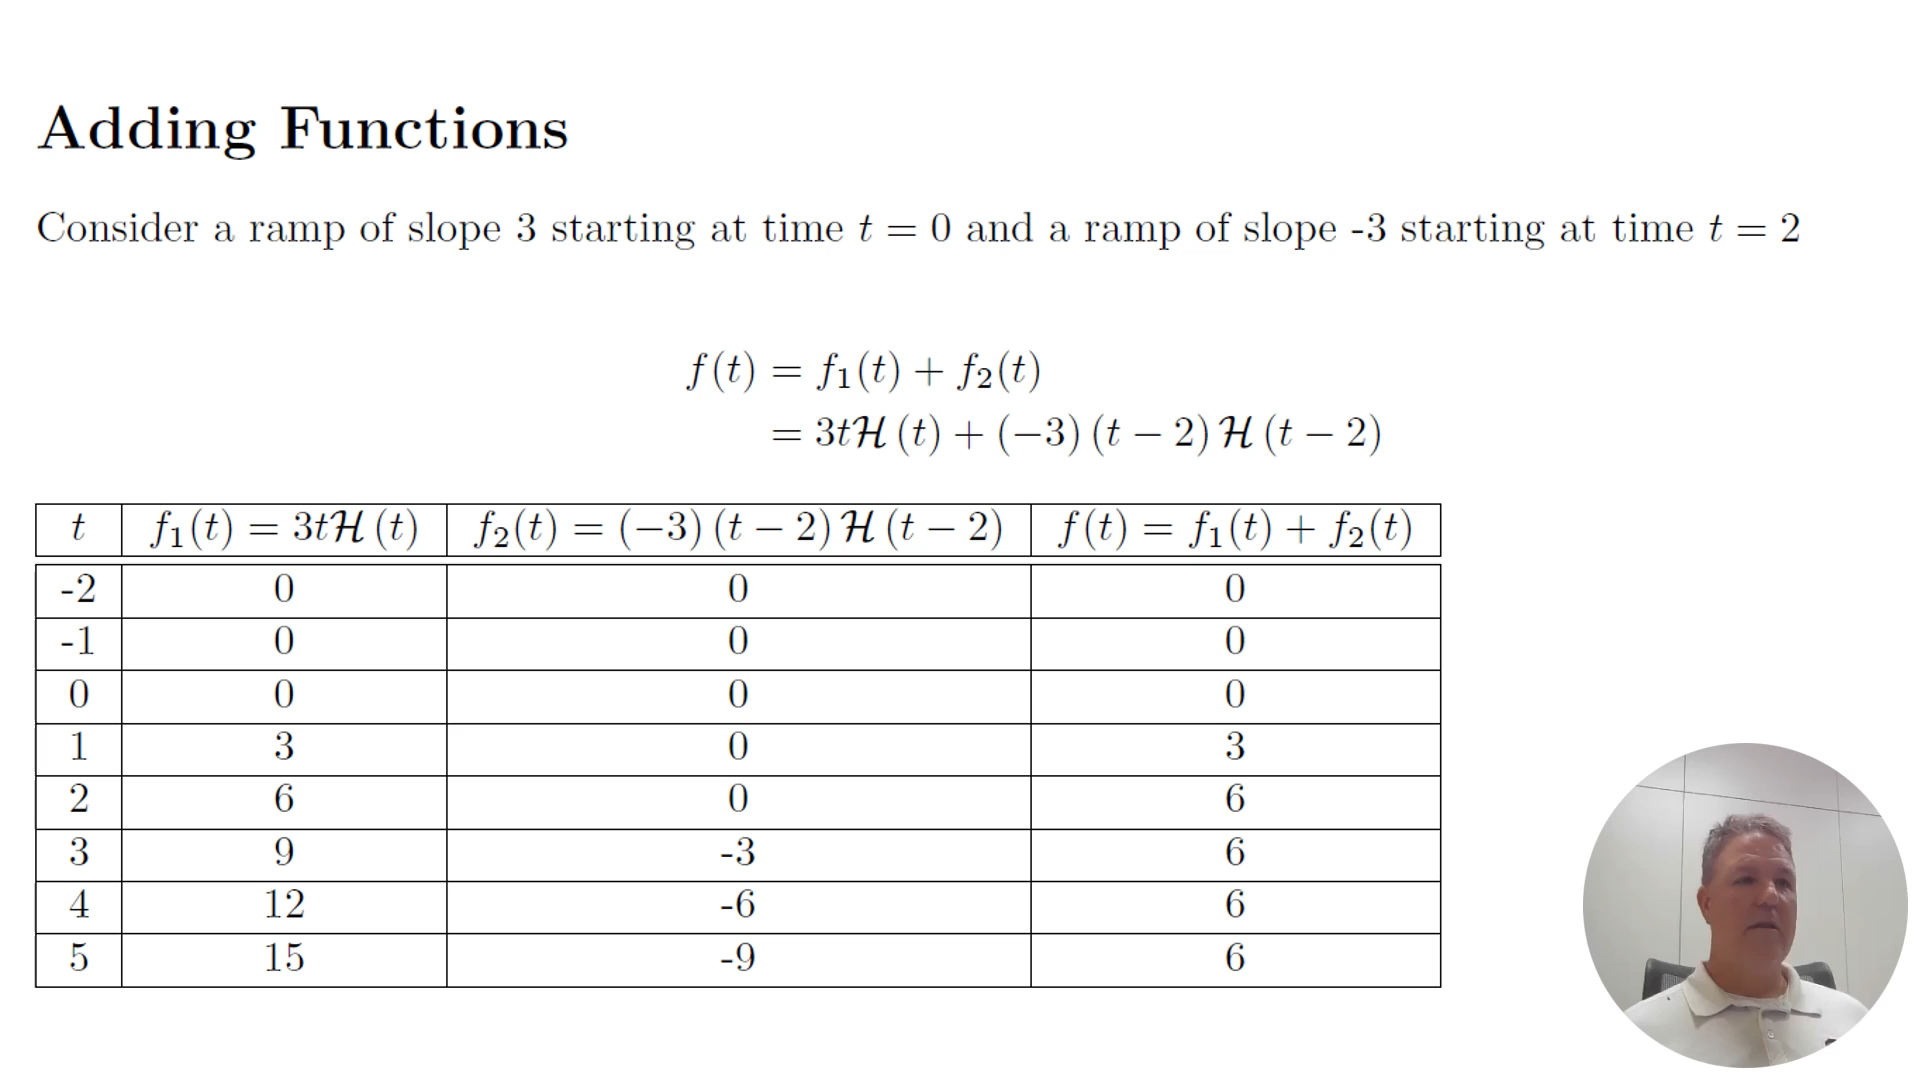 Adding Functions
Consider a ramp of slope 3 starting at time t = 0 and a ramp of slope -3 starting at time t = 2
f(t) = f₁(t) + f₂(t)
= 3tℋ(t) + (−3)(t − 2)ℋ(t − 2)
t f₁(t) = 3tℋ(t) f₂(t) = (−3)(t − 2)ℋ(t − 2) f(t) = f₁(t) + f₂(t)
-2 0 0 0
-1 0 0 0
0 0 0 0
1 3 0 3
2 6 0 6
3 9 -3 6
4 12 -6 6
5 15 -9 6